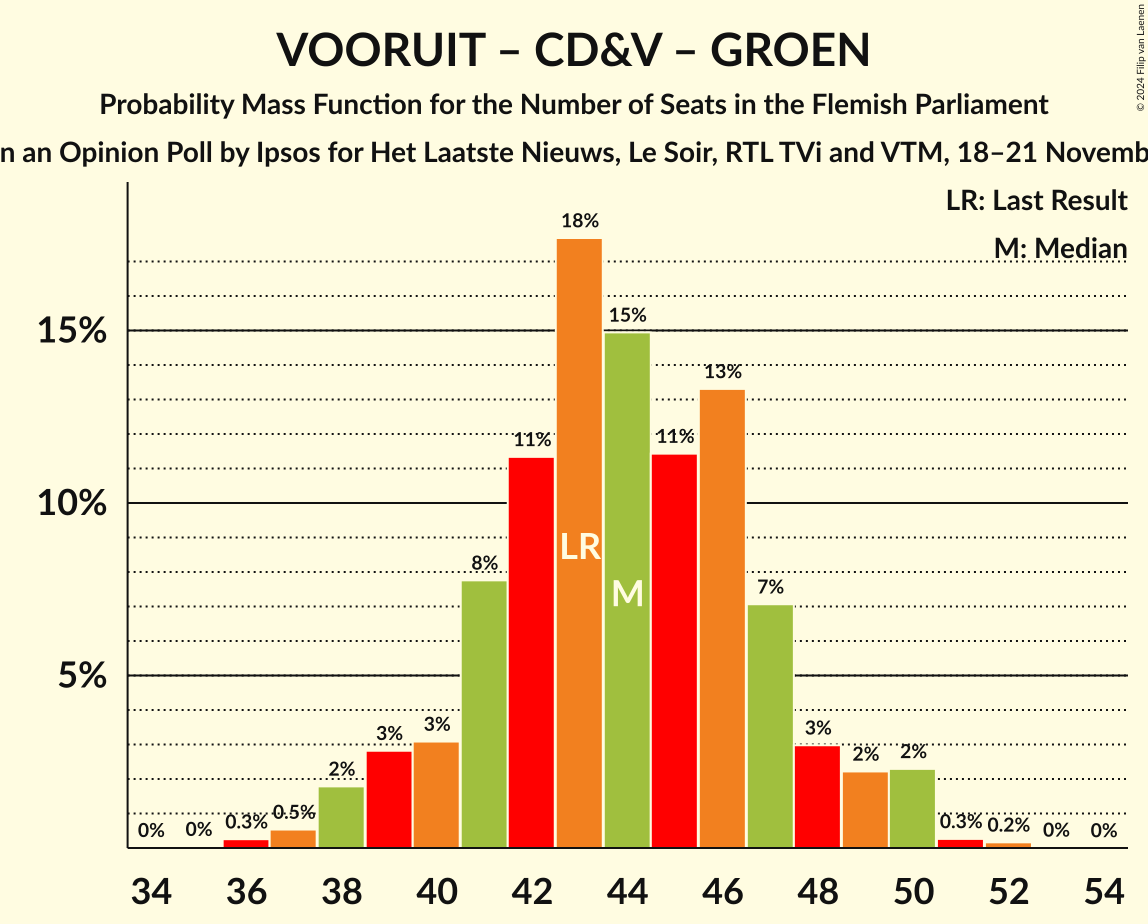 VOORUIT – CD&V – GROEN
Probability Mass Function for the Number of Seats in the Flemish Parliament
an Opinion Poll by Ipsos for Het Laatste Nieuws, Le Soir, RTL TVi and VTM, 18–21
© 2024 Filip van Laenen
LR: Last Result
M: Median
15%
10%
5%
0% 0% 0.3% 0.5% 2% 3% 3% 8% 11% 18% 15% 11% 13% 7% 3% 2% 2% 0.3% 0.2% 0% 0%
LR
M
34 36 38 40 42 44 46 48 50 52 54